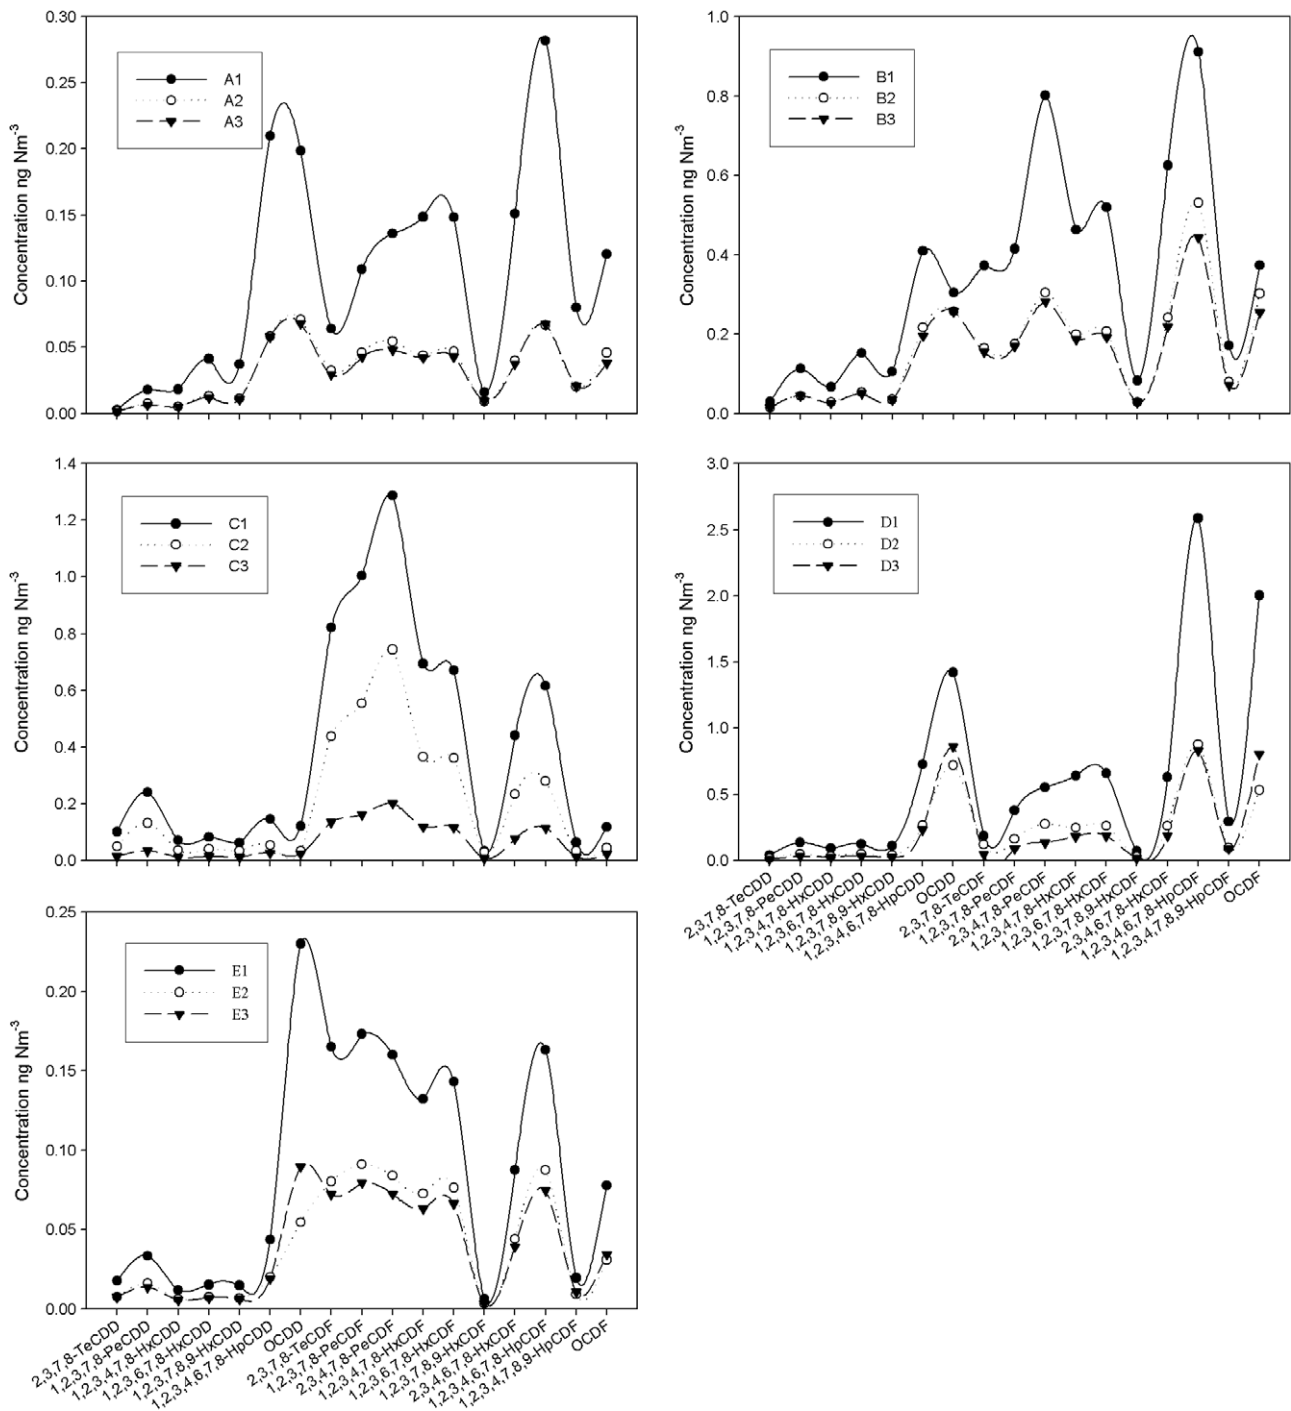 Concentration ng Nm-3
0.30
0.25
0.20
0.15
0.10
0.05
0.00
A1
A2
A3
Concentration ng Nm-3
1.0
0.8
0.6
0.4
0.2
0.0
B1
B2
B3
Concentration ng Nm-3
1.4
1.2
1.0
0.8
0.6
0.4
0.2
0.0
C1
C2
C3
Concentration ng Nm-3
3.0
2.5
2.0
1.5
1.0
0.5
0.0
D1
D2
D3
2,3,7,8-TeCDD
1,2,3,7,8-PeCDD
1,2,3,4,7,8-HxCDD
1,2,3,6,7,8-HxCDD
1,2,3,7,8,9-HxCDD
1,2,3,4,6,7,8-HpCDD
OCDD
2,3,7,8-TeCDF
1,2,3,7,8-PeCDF
2,3,4,7,8-PeCDF
1,2,3,4,7,8-HxCDF
1,2,3,6,7,8-HxCDF
1,2,3,7,8,9-HxCDF
2,3,4,6,7,8-HxCDF
1,2,3,4,6,7,8-HpCDF
1,2,3,4,7,8,9-HpCDF
OCDF
Concentration ng Nm-3
0.25
0.20
0.15
0.10
0.05
0.00
E1
E2
E3
2,3,7,8-TeCDD
1,2,3,7,8-PeCDD
1,2,3,4,7,8-HxCDD
1,2,3,6,7,8-HxCDD
1,2,3,7,8,9-HxCDD
1,2,3,4,6,7,8-HpCDD
OCDD
2,3,7,8-TeCDF
1,2,3,7,8-PeCDF
2,3,4,7,8-PeCDF
1,2,3,4,7,8-HxCDF
1,2,3,6,7,8-HxCDF
1,2,3,7,8,9-HxCDF
2,3,4,6,7,8-HxCDF
1,2,3,4,6,7,8-HpCDF
1,2,3,4,7,8,9-HpCDF
OCDF